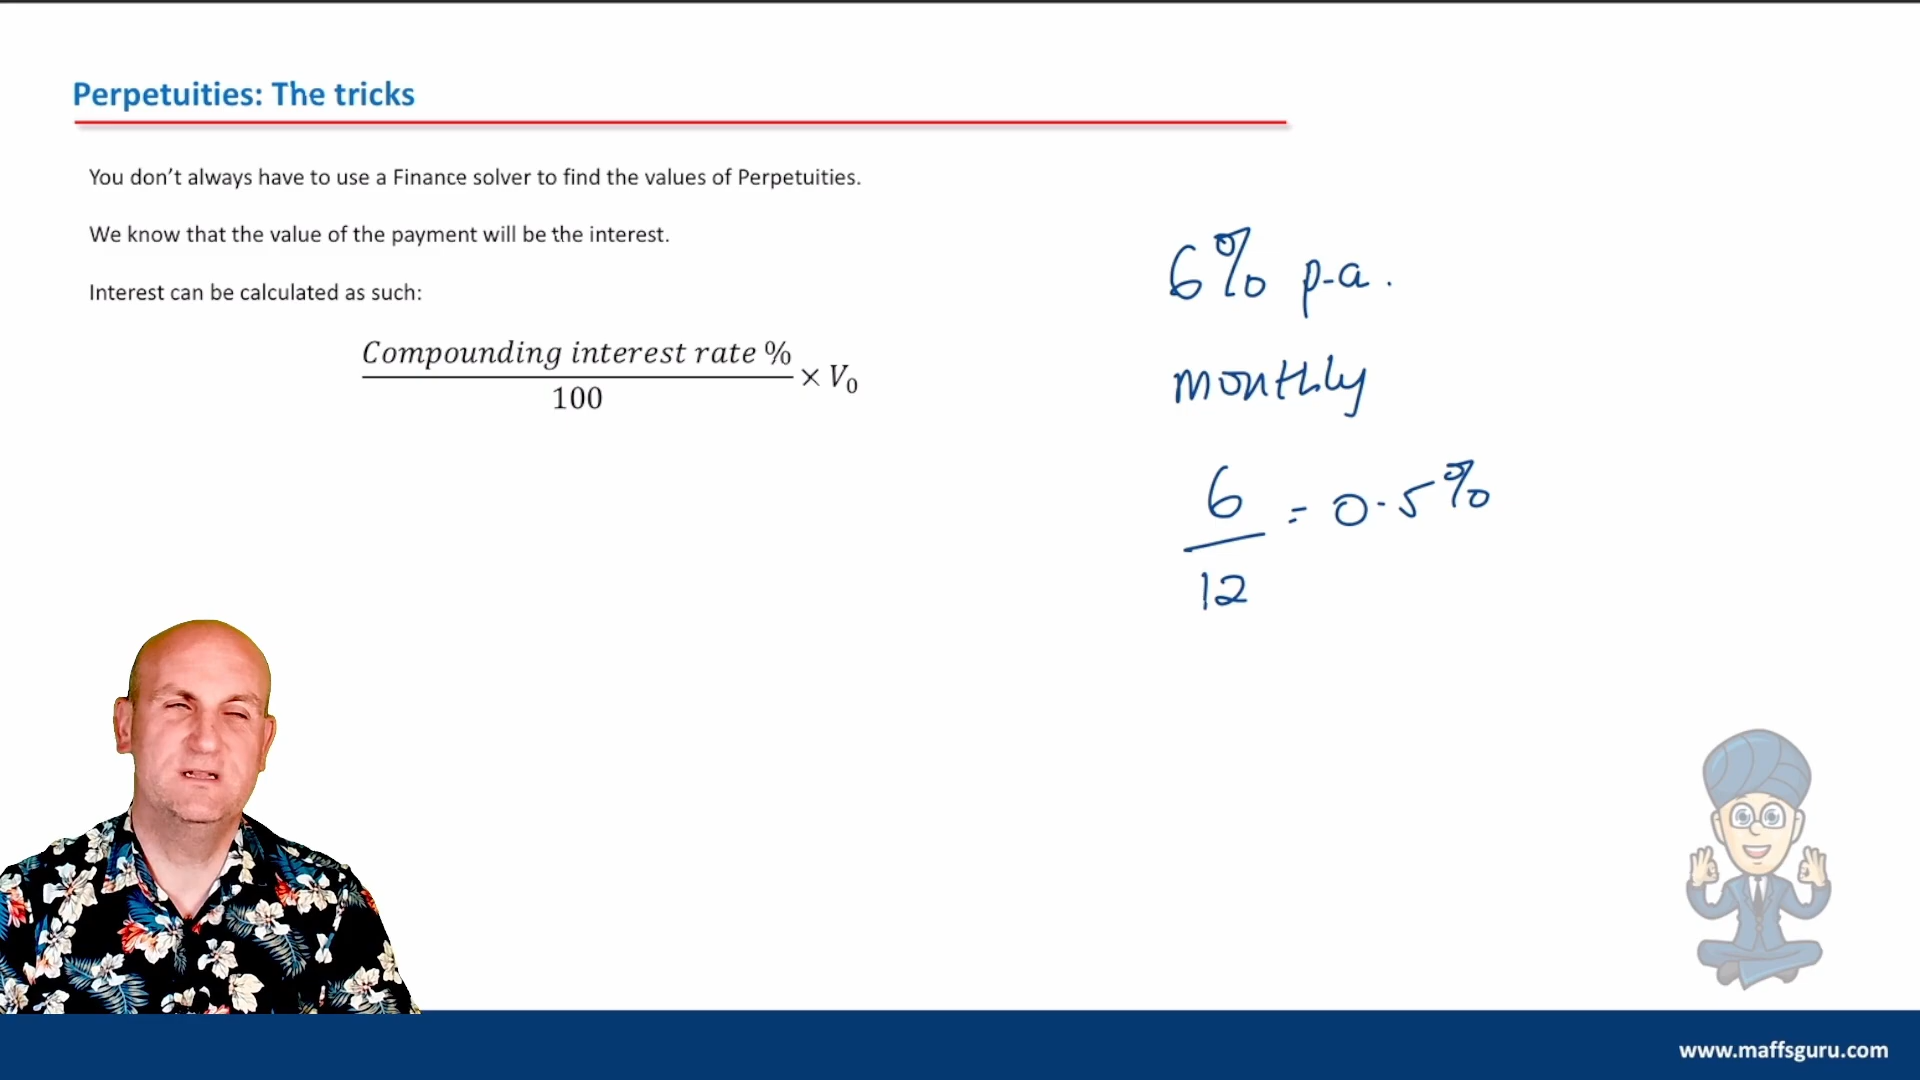 Perpetuities: The tricks
You don't always have to use a Finance solver to find the values of Perpetuities.
We know that the value of the payment will be the interest.
Interest can be calculated as such:
Compounding interest rate %
100
× V₀
6% p.a.
monthly
6
12
= 0.5%
www.maffsguru.com